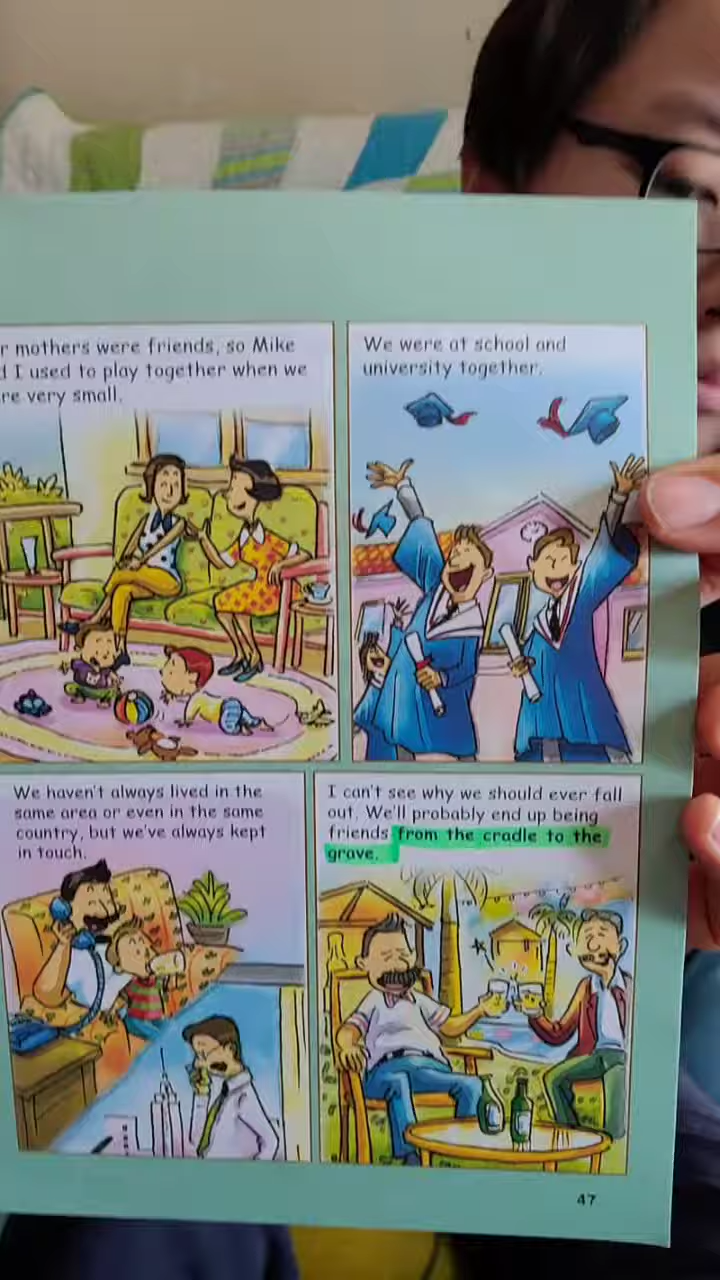 r mothers were friends, so Mike
I used to play together when we
re very small.
We were at school and
university together.
We haven't always lived in the
same area or even in the same
country, but we've always kept
in touch.
I can't see why we should ever fall
out. We'll probably end up being
friends from the cradle to the
grave.
47